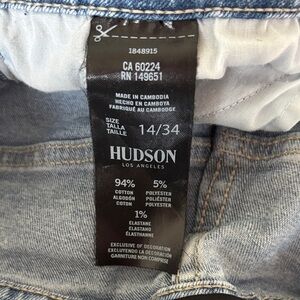 1848915
CA 60224
RN 149651
MADE IN CAMBODIA
HECHO EN CAMBOYA
FABRIQUÉ AU CAMBODGE
SIZE
TALLA
TAILLE
14/34
HUDSON
LOS ANGELES
94% 5%
COTTON POLYESTER
ALGODÓN POLIÉSTER
COTON POLYESTER
1%
ELASTANE
ELASTANO
ÉLASTHANNE
EXCLUSIVE OF DECORATION
EXCLUYENDO LA DECORACIÓN
GARNITURE NON COMPRISE